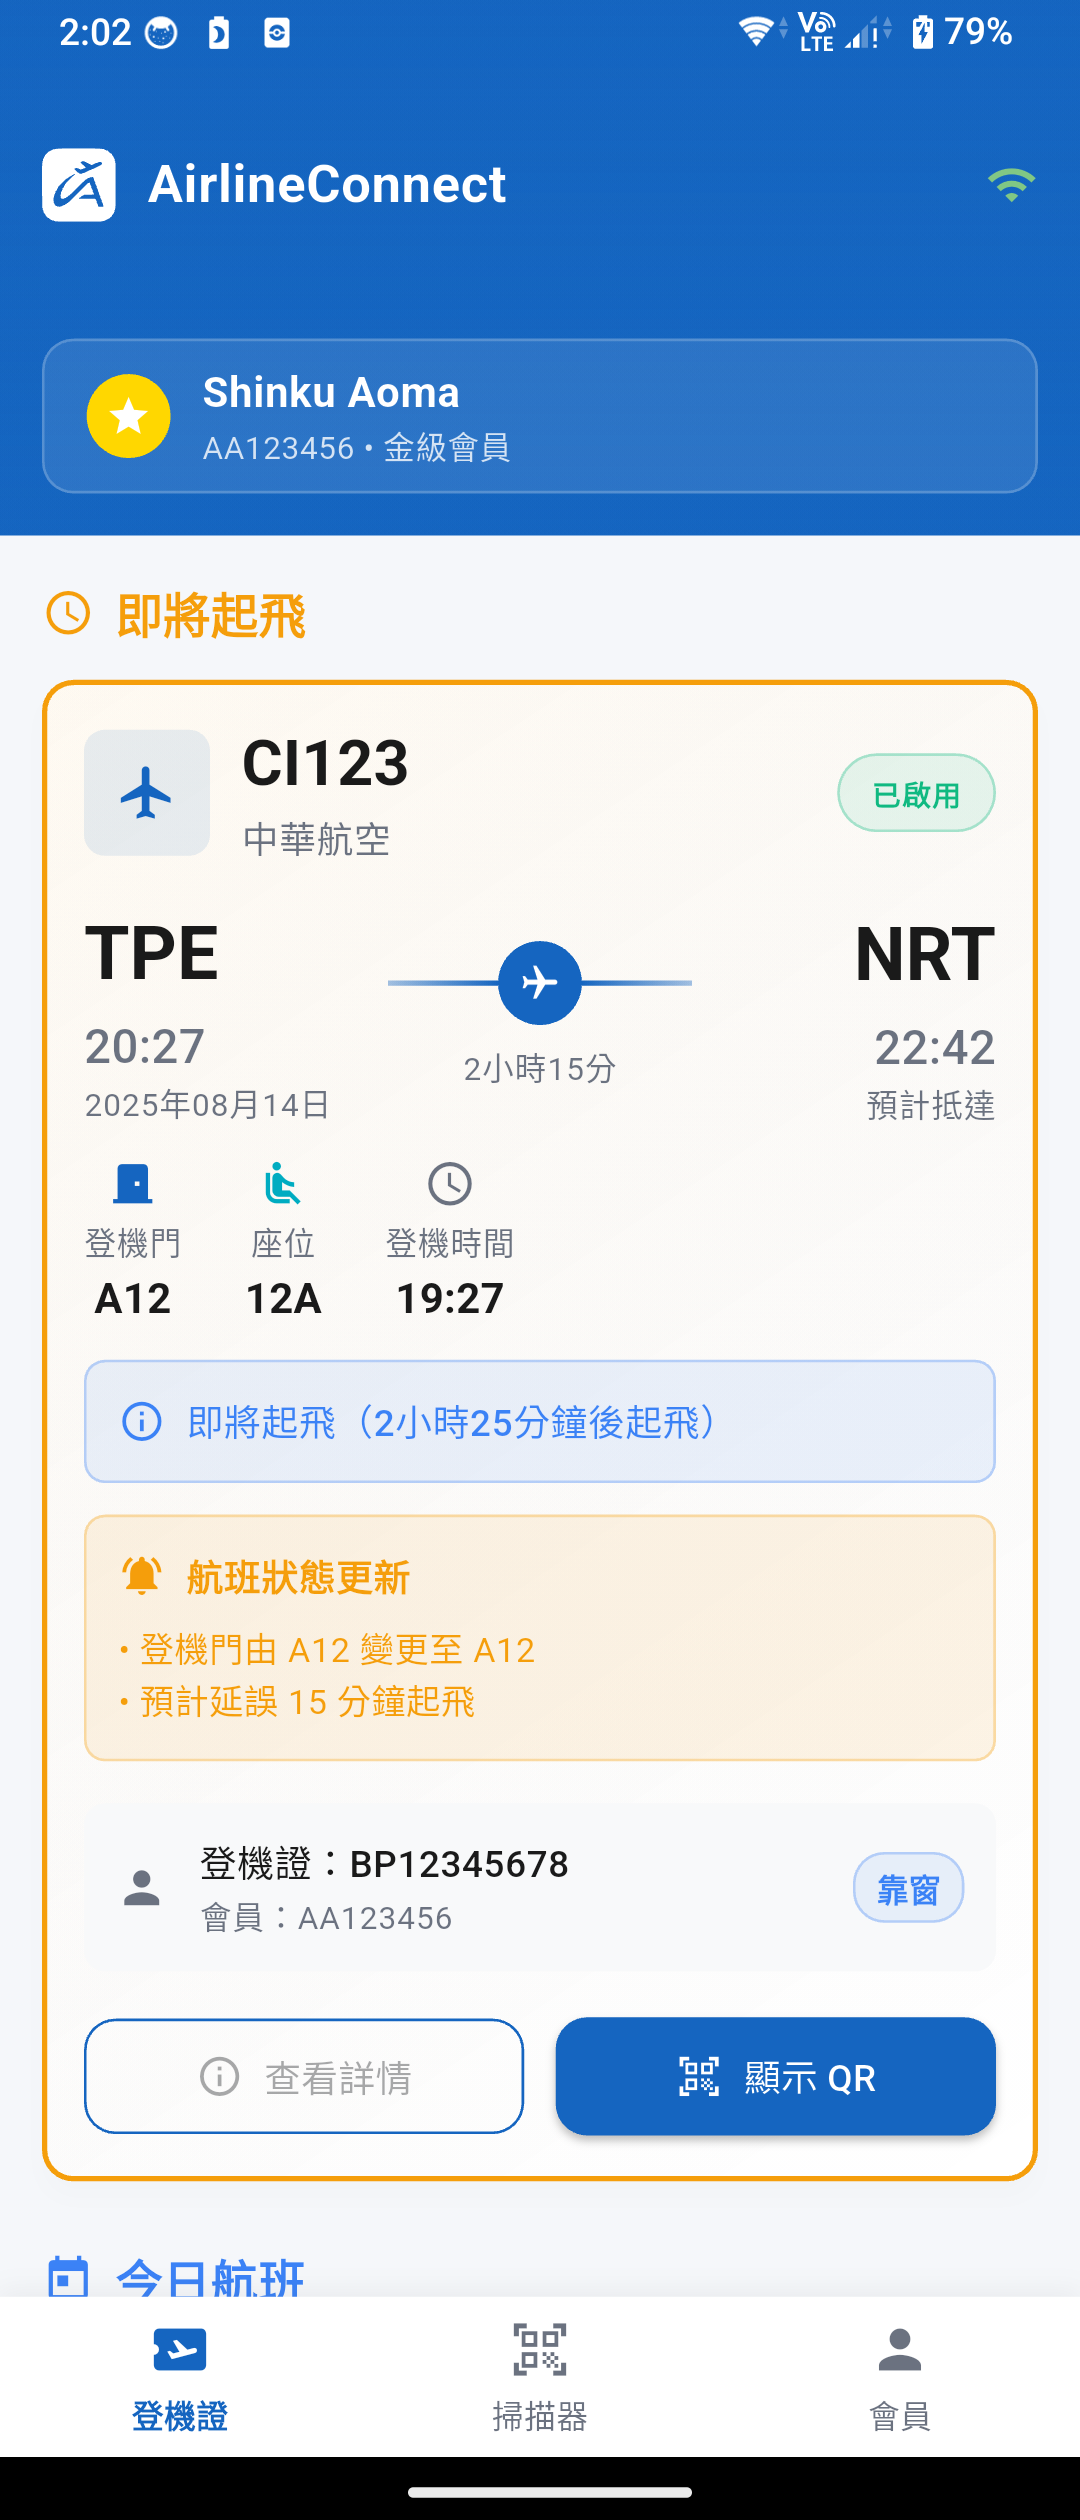 2:02
Vo LTE
79%
AirlineConnect
Shinku Aoma
AA123456 • 金級會員
即將起飛
CI123
中華航空
已啟用
TPE
NRT
20:27
22:42
2小時15分
2025年08月14日
預計抵達
登機門
座位
登機時間
A12
12A
19:27
即將起飛（2小時25分鐘後起飛）
航班狀態更新
• 登機門由 A12 變更至 A12
• 預計延誤 15 分鐘起飛
登機證：BP12345678
會員：AA123456
靠窗
查看詳情
顯示 QR
今日航班
登機證
掃描器
會員